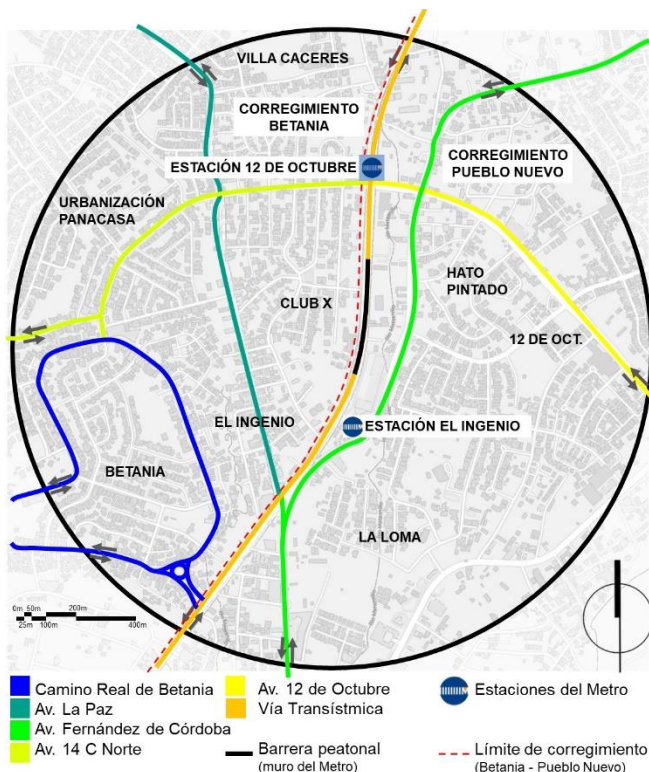 VILLA CACERES
CORREGIMIENTO
BETANIA
ESTACIÓN 12 DE OCTUBRE
CORREGIMIENTO
PUEBLO NUEVO
URBANIZACIÓN
PANACASA
HATO
PINTADO
CLUB X
12 DE OCT.
EL INGENIO
ESTACIÓN EL INGENIO
BETANIA
LA LOMA
0m 50m 200m
25m 100m 400m
Camino Real de Betania
Av. La Paz
Av. Fernández de Córdoba
Av. 14 C Norte
Av. 12 de Octubre
Vía Transístmica
Barrera peatonal
(muro del Metro)
Estaciones del Metro
Límite de corregimiento
(Betania - Pueblo Nuevo)